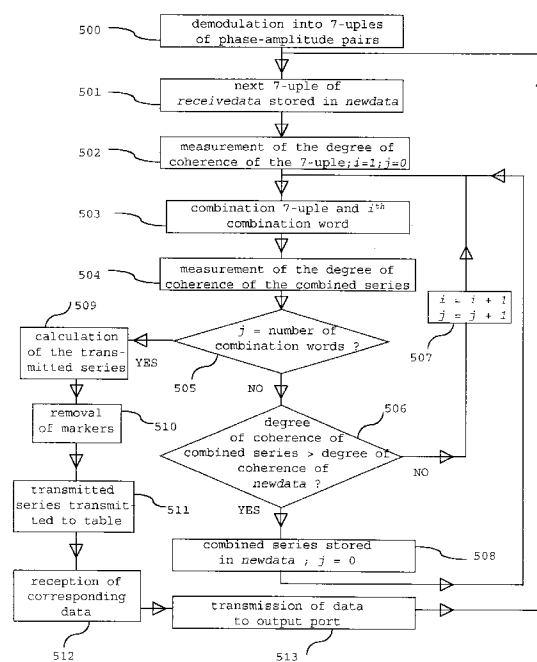 500
demodulation into 7-uples
of phase-amplitude pairs
501
next 7-uple of
receivedata stored in newdata
502
measurement of the degree of
coherence of the 7-uple;i=1;j=0
503
combination 7-uple and ith
combination word
504
measurement of the degree of
coherence of the combined series
i = i + 1
j = j + 1
507
509
calculation
of the trans-
mitted series
YES
j = number of
combination words ?
505
NO
510
removal
of markers
506
degree
of coherence of
combined series > degree of
coherence of
newdata ?
NO
YES
511
transmitted
series transmit
ted to table
508
combined series stored
in newdata ; j = 0
reception of
corresponding
data
512
transmission of data
to output port
513